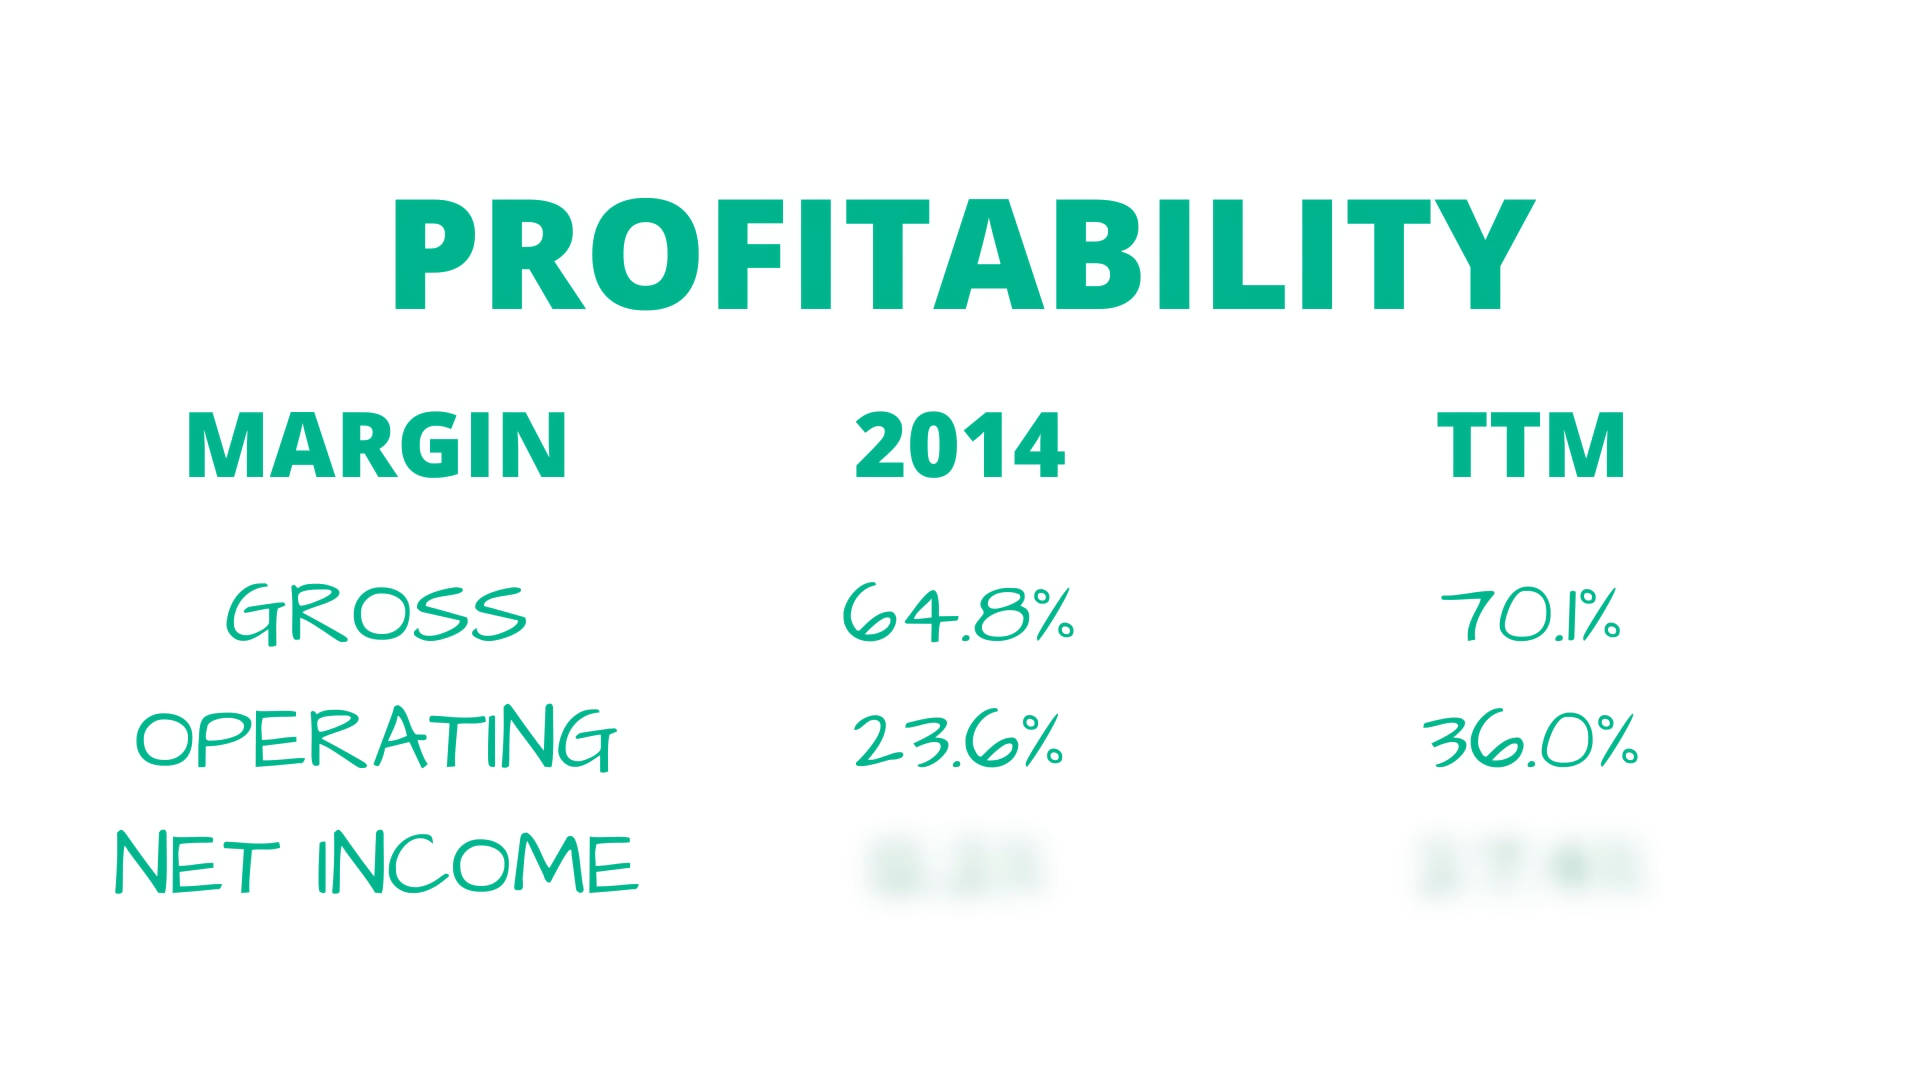 PROFITABILITY
MARGIN 2014 TTM
GROSS 64.8% 70.1%
OPERATING 23.6% 36.0%
NET INCOME